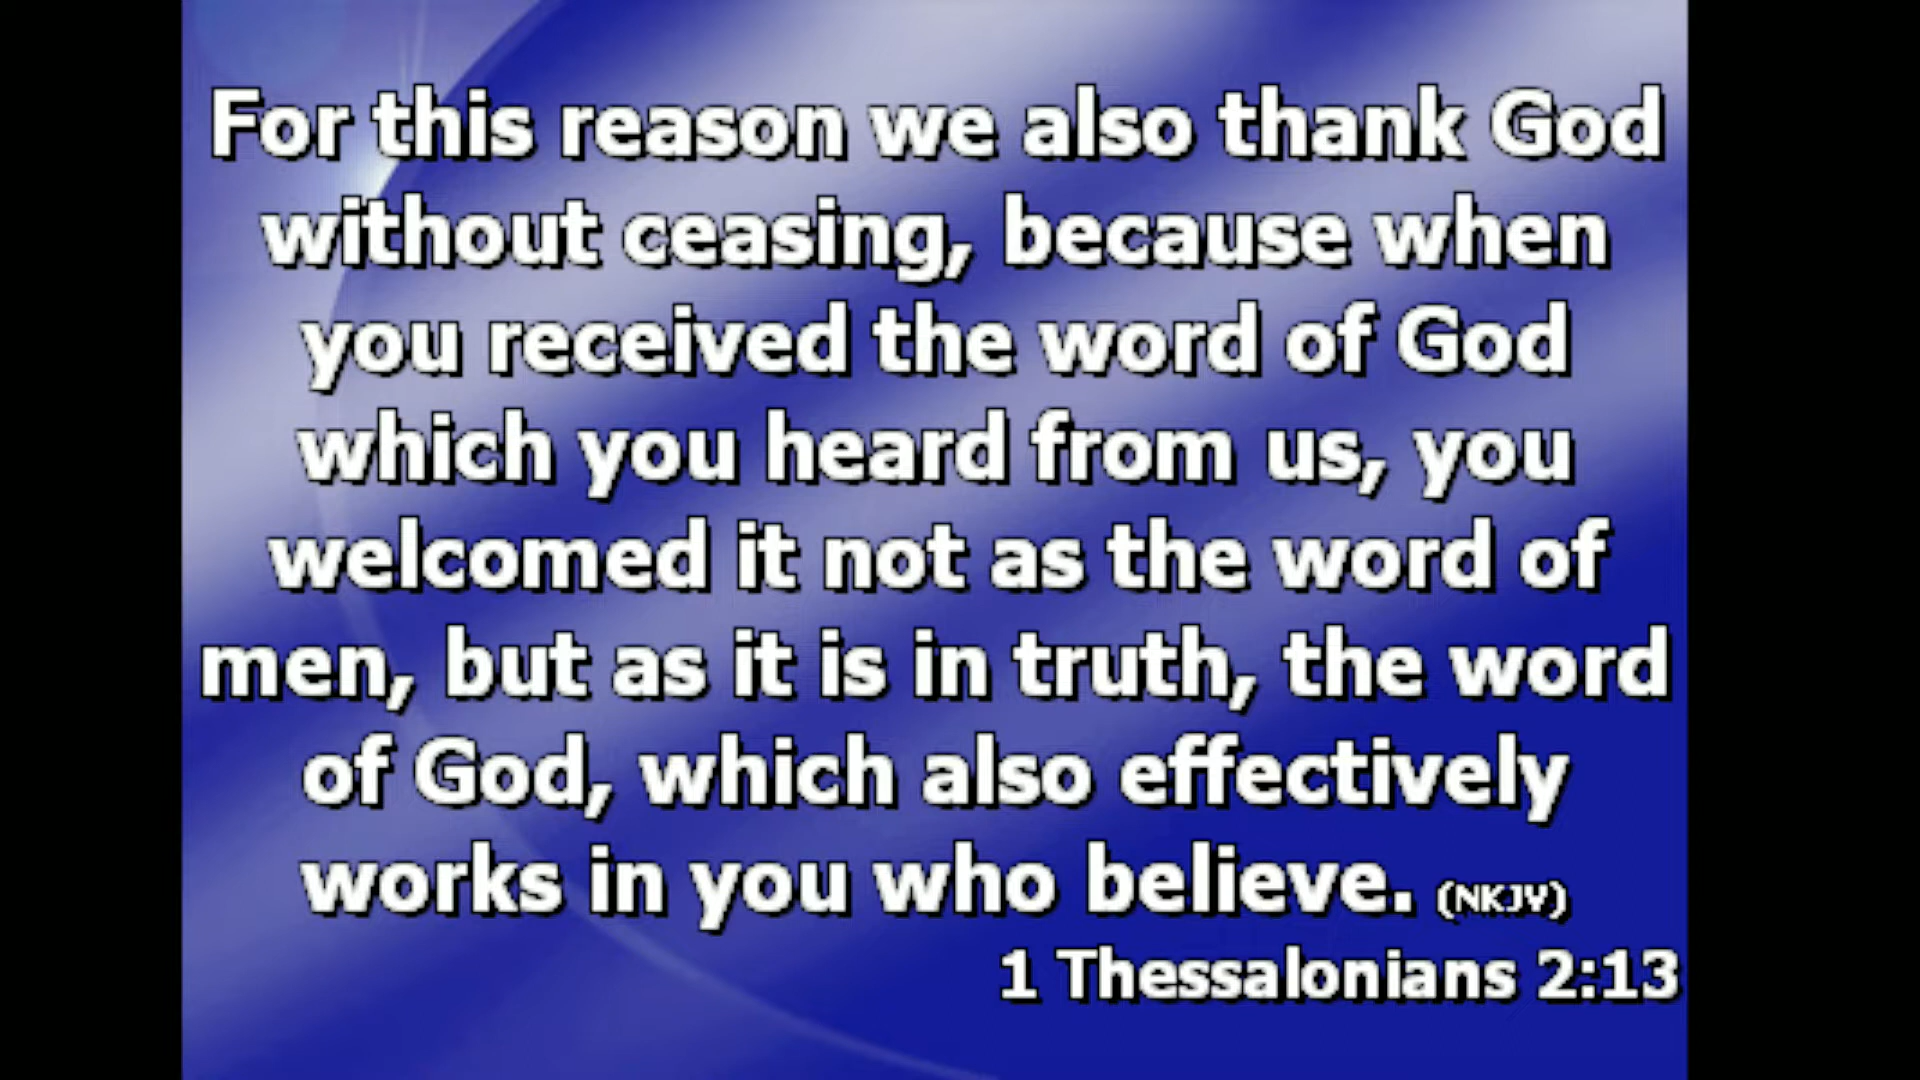 For this reason we also thank God
without ceasing, because when
you received the word of God
which you heard from us, you
welcomed it not as the word of
men, but as it is in truth, the word
of God, which also effectively
works in you who believe. (NKJV)
1 Thessalonians 2:13